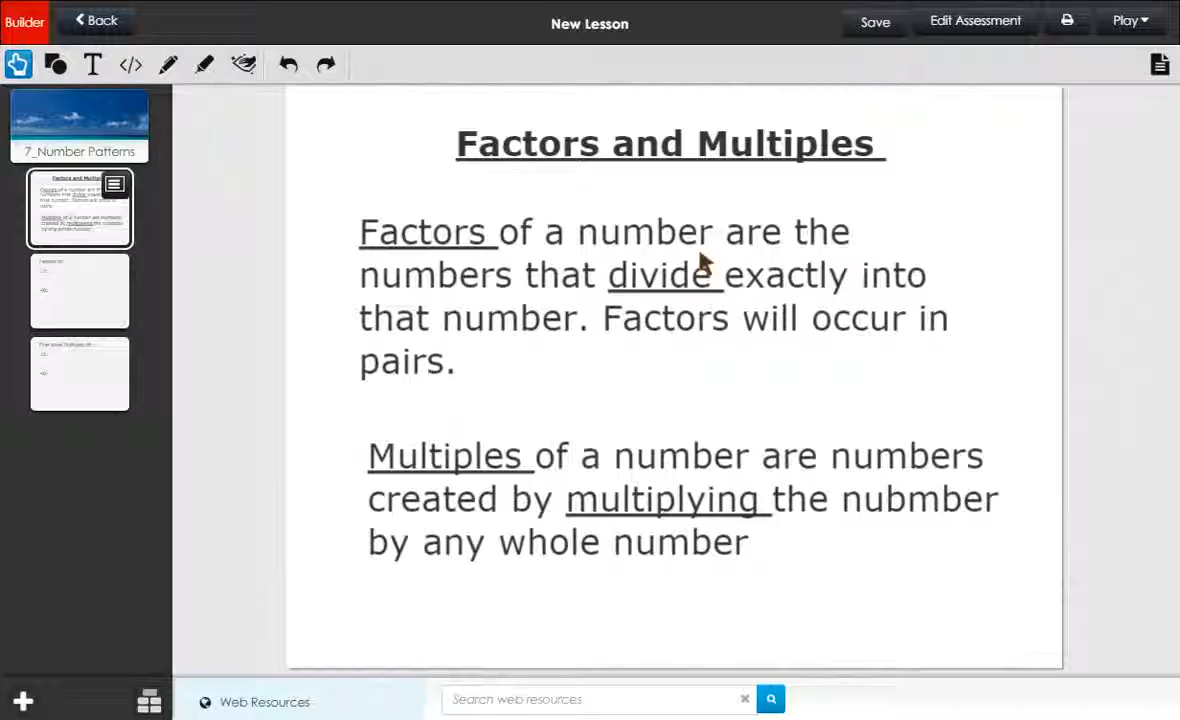 Builder
Back
New Lesson
Save
Edit Assessment
Play
T
</>
7_Number Patterns
Factors and Multiples
Factors of a number are the
numbers that divide exactly into
that number. Factors will occur in
pairs.
Multiples of a number are numbers
created by multiplying the nubmber
by any whole number
Web Resources
Search web resources